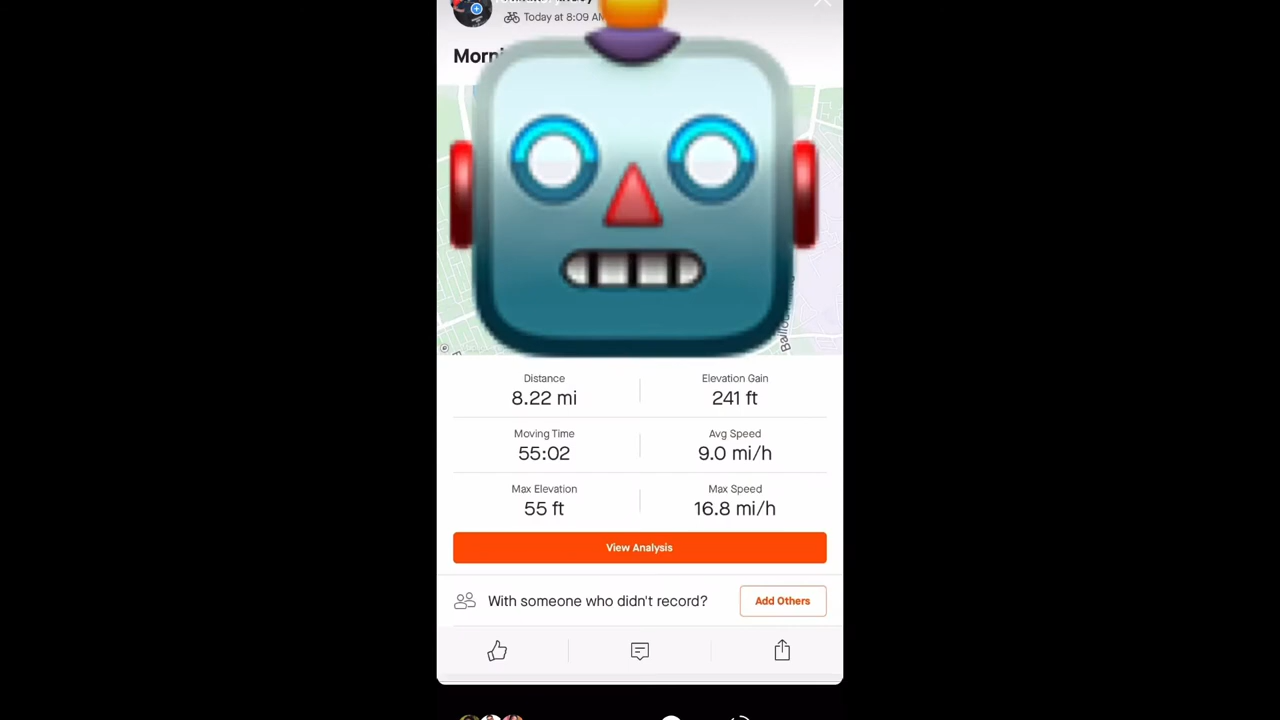 Today at 8:09 AM
Distance
8.22 mi
Elevation Gain
241 ft
Moving Time
55:02
Avg Speed
9.0 mi/h
Max Elevation
55 ft
Max Speed
16.8 mi/h
View Analysis
With someone who didn't record?
Add Others